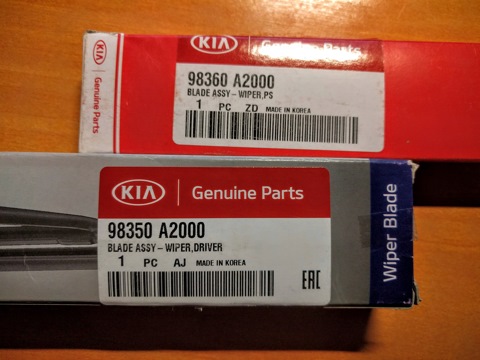 KIA
Genuine Parts
KIA
Genuine Parts
98360 A2000
BLADE ASSY-WIPER,PS
1 PC ZD MADE IN KOREA
KIA
Genuine Parts
98350 A2000
BLADE ASSY-WIPER,DRIVER
1 PC AJ MADE IN KOREA
EAC
Wiper Blade